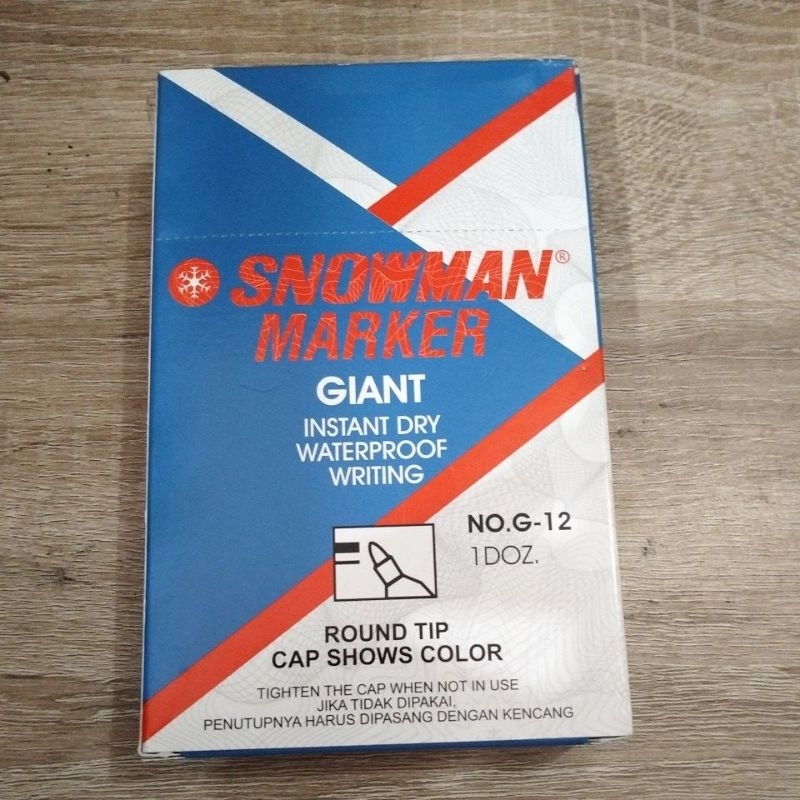 SNOWMAN®
MARKER
GIANT
INSTANT DRY
WATERPROOF
WRITING
NO.G-12
1DOZ.
ROUND TIP
CAP SHOWS COLOR
TIGHTEN THE CAP WHEN NOT IN USE
JIKA TIDAK DIPAKAI,
PENUTUPNYA HARUS DIPASANG DENGAN KENCANG